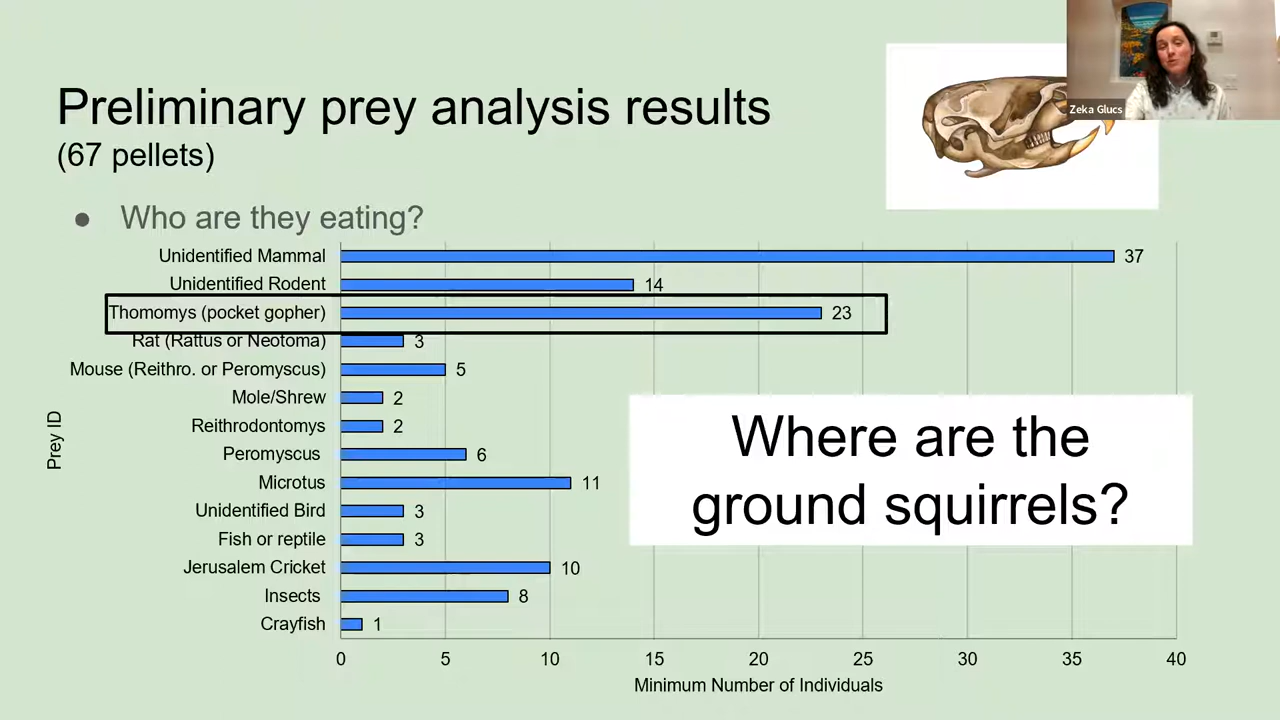 Preliminary prey analysis results
(67 pellets)
Zeka Glucs
● Who are they eating?
Prey ID
Unidentified Mammal 37
Unidentified Rodent 14
Thomomys (pocket gopher) 23
Rat (Rattus or Neotoma) 3
Mouse (Reithro. or Peromyscus) 5
Mole/Shrew 2
Reithrodontomys 2
Peromyscus 6
Microtus 11
Unidentified Bird 3
Fish or reptile 3
Jerusalem Cricket 10
Insects 8
Crayfish 1
Where are the
ground squirrels?
0 5 10 15 20 25 30 35 40
Minimum Number of Individuals